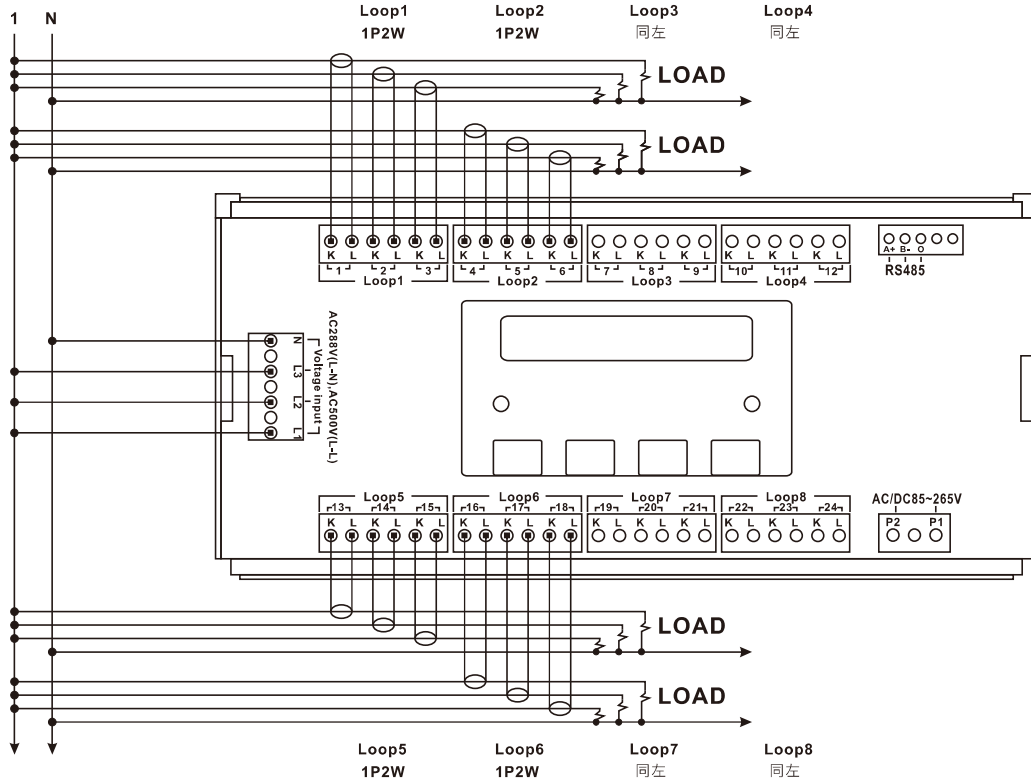 1 N
Loop1 Loop2 Loop3 Loop4
1P2W 1P2W 同左 同左
LOAD
LOAD
K L K L K L K L K L K L K L K L K L K L K L K L
1 2 3 4 5 6 7 8 9 10 11 12
Loop1 Loop2 Loop3 Loop4
A+ B- O
RS485
N L3 L2 L1
Voltage input
AC288V(L-N),AC500V(L-L)
Loop5 Loop6 Loop7 Loop8
13 14 15 16 17 18 19 20 21 22 23 24
K L K L K L K L K L K L K L K L K L K L K L K L
AC/DC85~265V
P2 P1
LOAD
LOAD
Loop5 Loop6 Loop7 Loop8
1P2W 1P2W 同左 同左